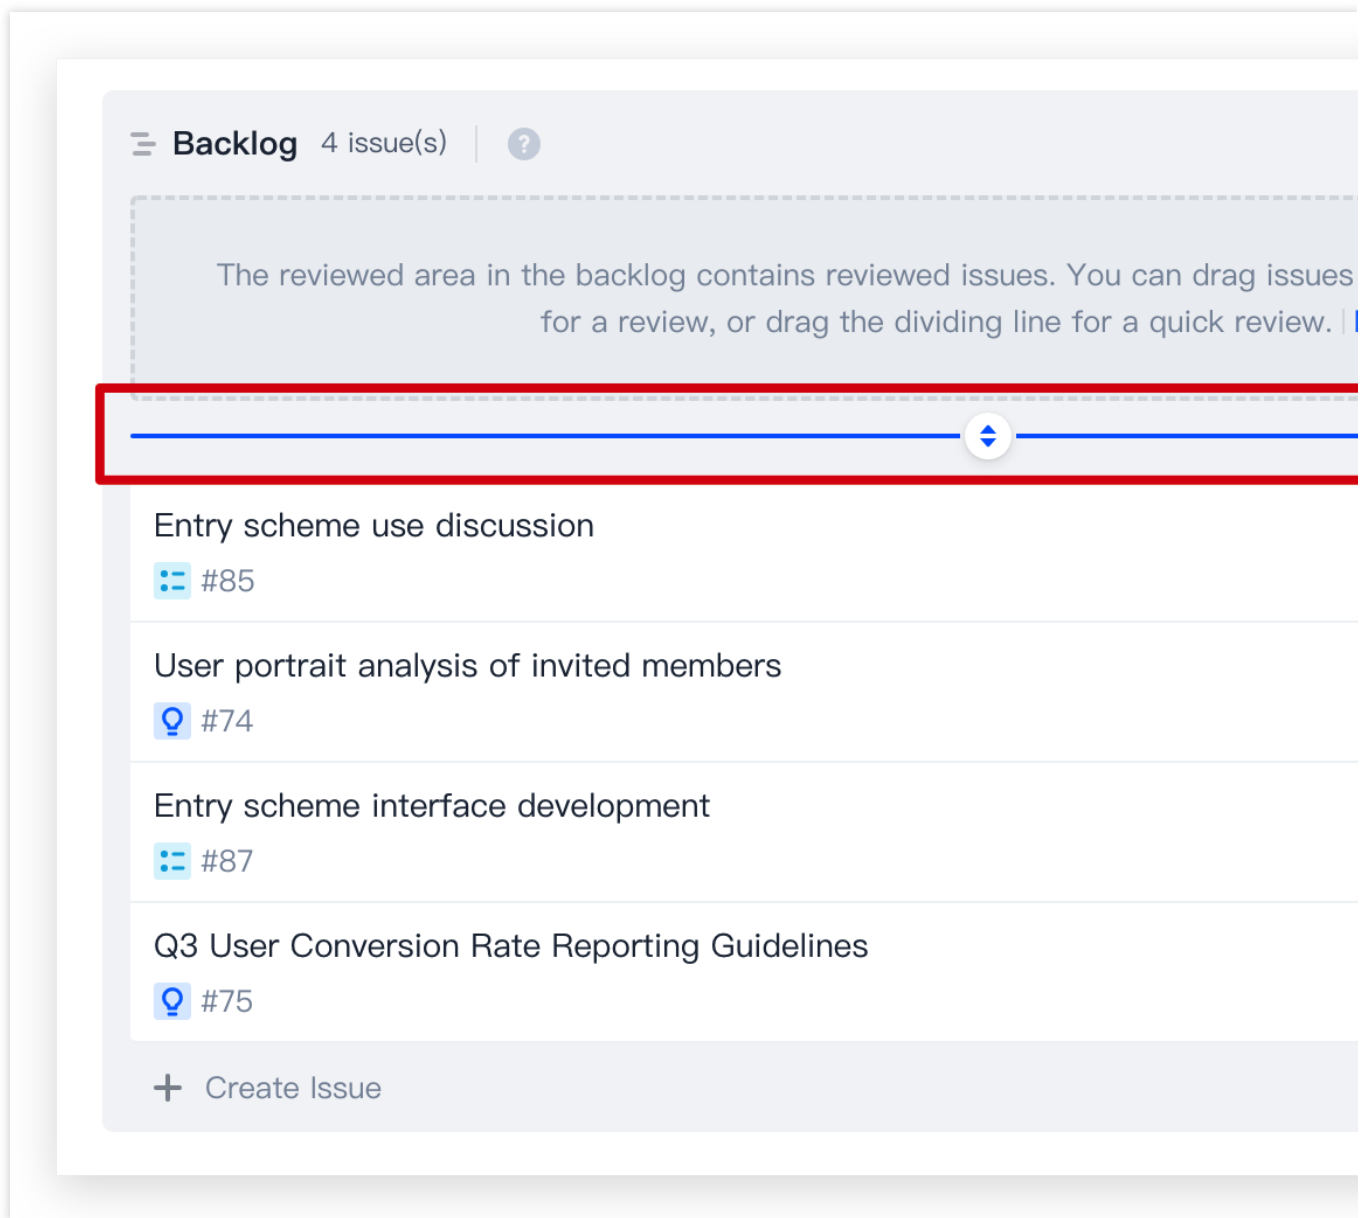 Backlog 4 issue(s) ?
The reviewed area in the backlog contains reviewed issues. You can drag issues
for a review, or drag the dividing line for a quick review.
Entry scheme use discussion
#85
User portrait analysis of invited members
#74
Entry scheme interface development
#87
Q3 User Conversion Rate Reporting Guidelines
#75
+ Create Issue